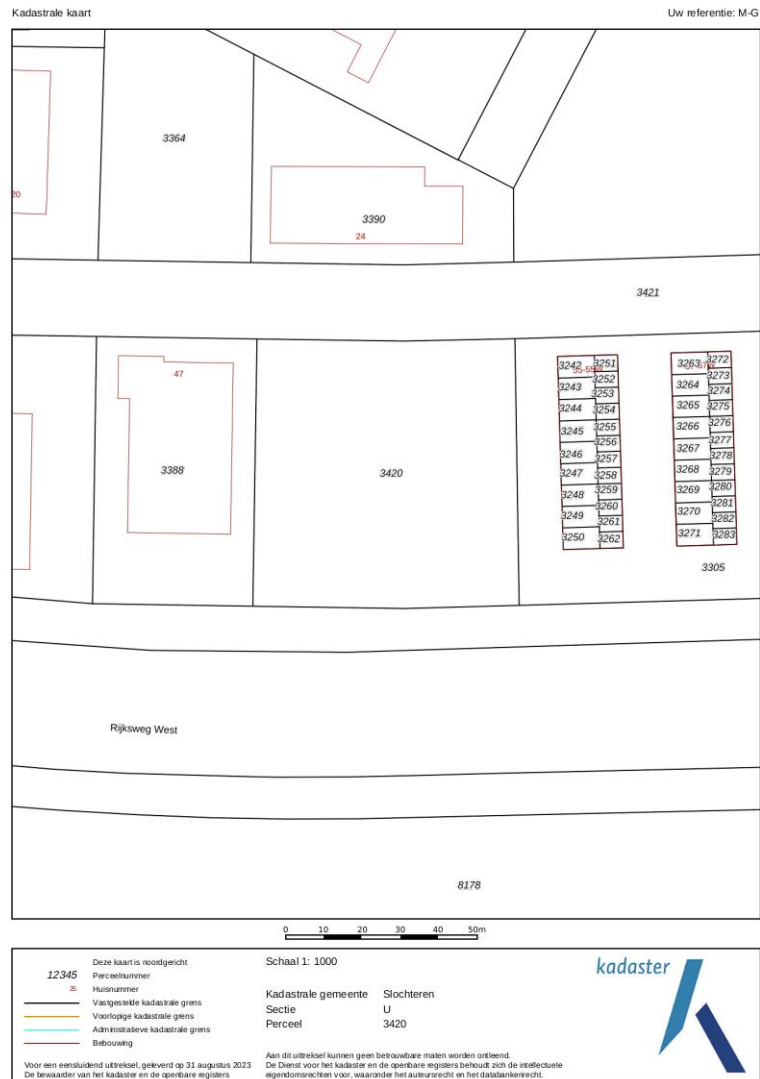 Kadastrale kaart
Uw referentie: M-G
3364
20
3390
24
3421
47
3388
3420
3242 3251
3252
3243 3253
3244 3254
3245 3255
3256
3246 3257
3247 3258
3248 3259
3260
3249 3261
3250 3262
3263 3272
3273
3264 3274
3265 3275
3266 3276
3277
3267 3278
3268 3279
3269 3280
3281
3270 3282
3271 3283
3305
Rijksweg West
8178
0 10 20 30 40 50m
Deze kaart is noordgericht
12345 Perceelnummer
25 Huisnummer
Vastgestelde kadastrale grens
Voorlopige kadastrale grens
Administratieve kadastrale grens
Bebouwing
Voor een eensluidend uittreksel, geleverd op 31 augustus 2023
De bewaarder van het kadaster en de openbare registers
Schaal 1: 1000
Kadastrale gemeente Slochteren
Sectie U
Perceel 3420
Aan dit uittreksel kunnen geen betrouwbare maten worden ontleend.
De Dienst voor het kadaster en de openbare registers behoudt zich de intellectuele
eigendomsrechten voor, waaronder het auteursrecht en het databankenrecht.
kadaster